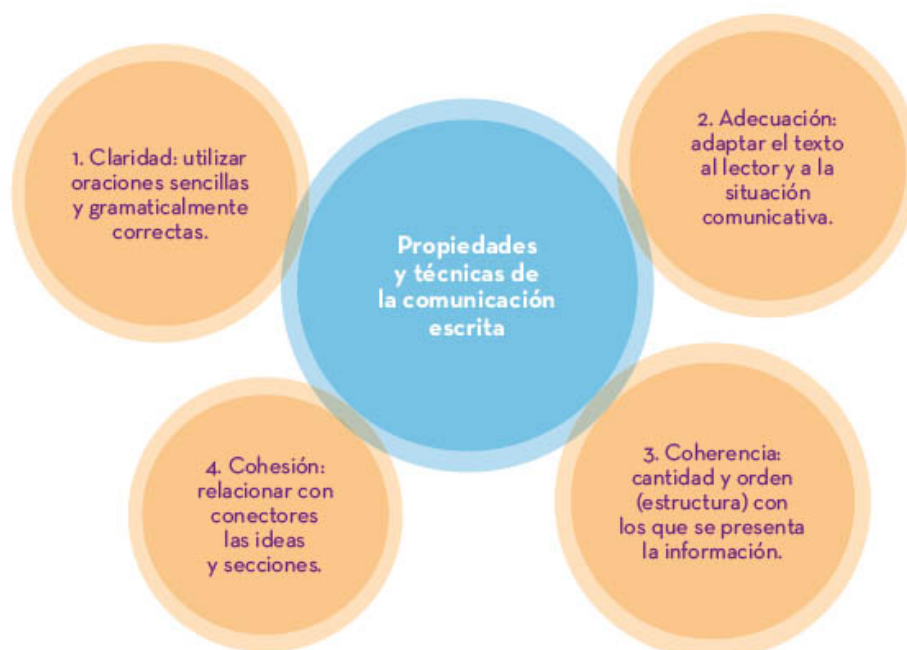 Propiedades
y técnicas de
la comunicación
escrita
1. Claridad: utilizar
oraciones sencillas
y gramaticalmente
correctas.
2. Adecuación:
adaptar el texto
al lector y a la
situación
comunicativa.
3. Coherencia:
cantidad y orden
(estructura) con
los que se presenta
la información.
4. Cohesión:
relacionar con
conectores
las ideas
y secciones.